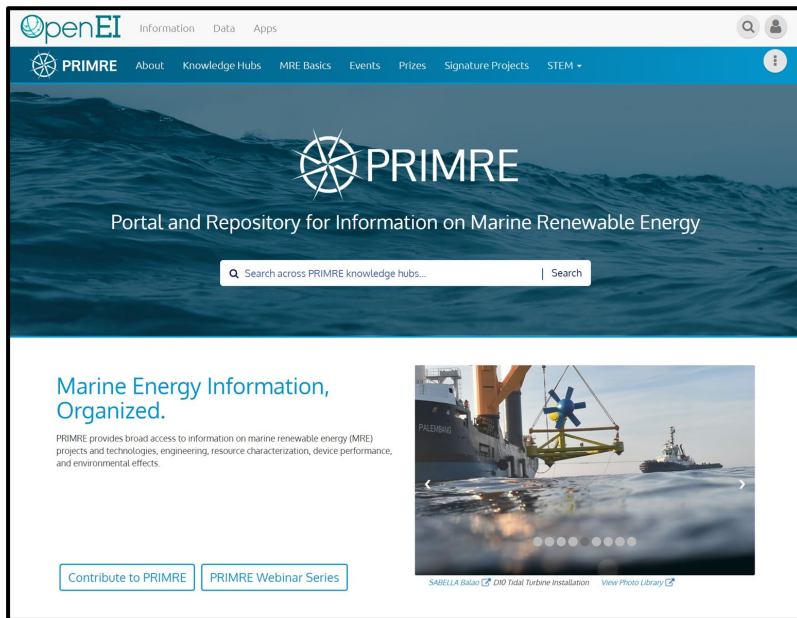 OpenEI Information Data Apps
PRIMRE About Knowledge Hubs MRE Basics Events Prizes Signature Projects STEM
PRIMRE
Portal and Repository for Information on Marine Renewable Energy
Search across PRIMRE knowledge hubs... | Search
Marine Energy Information,
Organized.
PRIMRE provides broad access to information on marine renewable energy (MRE)
projects and technologies, engineering, resource characterization, device performance,
and environmental effects.
PALEMBANG
Contribute to PRIMRE PRIMRE Webinar Series
SABELLA Balao D10 Tidal Turbine Installation View Photo Library